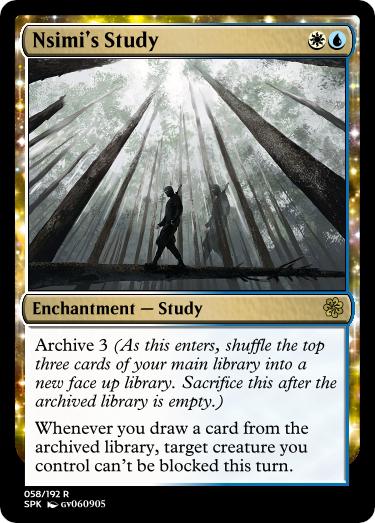 Nsimi's Study
Enchantment — Study
Archive 3 (As this enters, shuffle the top
three cards of your main library into a
new face up library. Sacrifice this after the
archived library is empty.)
Whenever you draw a card from the
archived library, target creature you
control can't be blocked this turn.
058/192 R
SPK gv060905